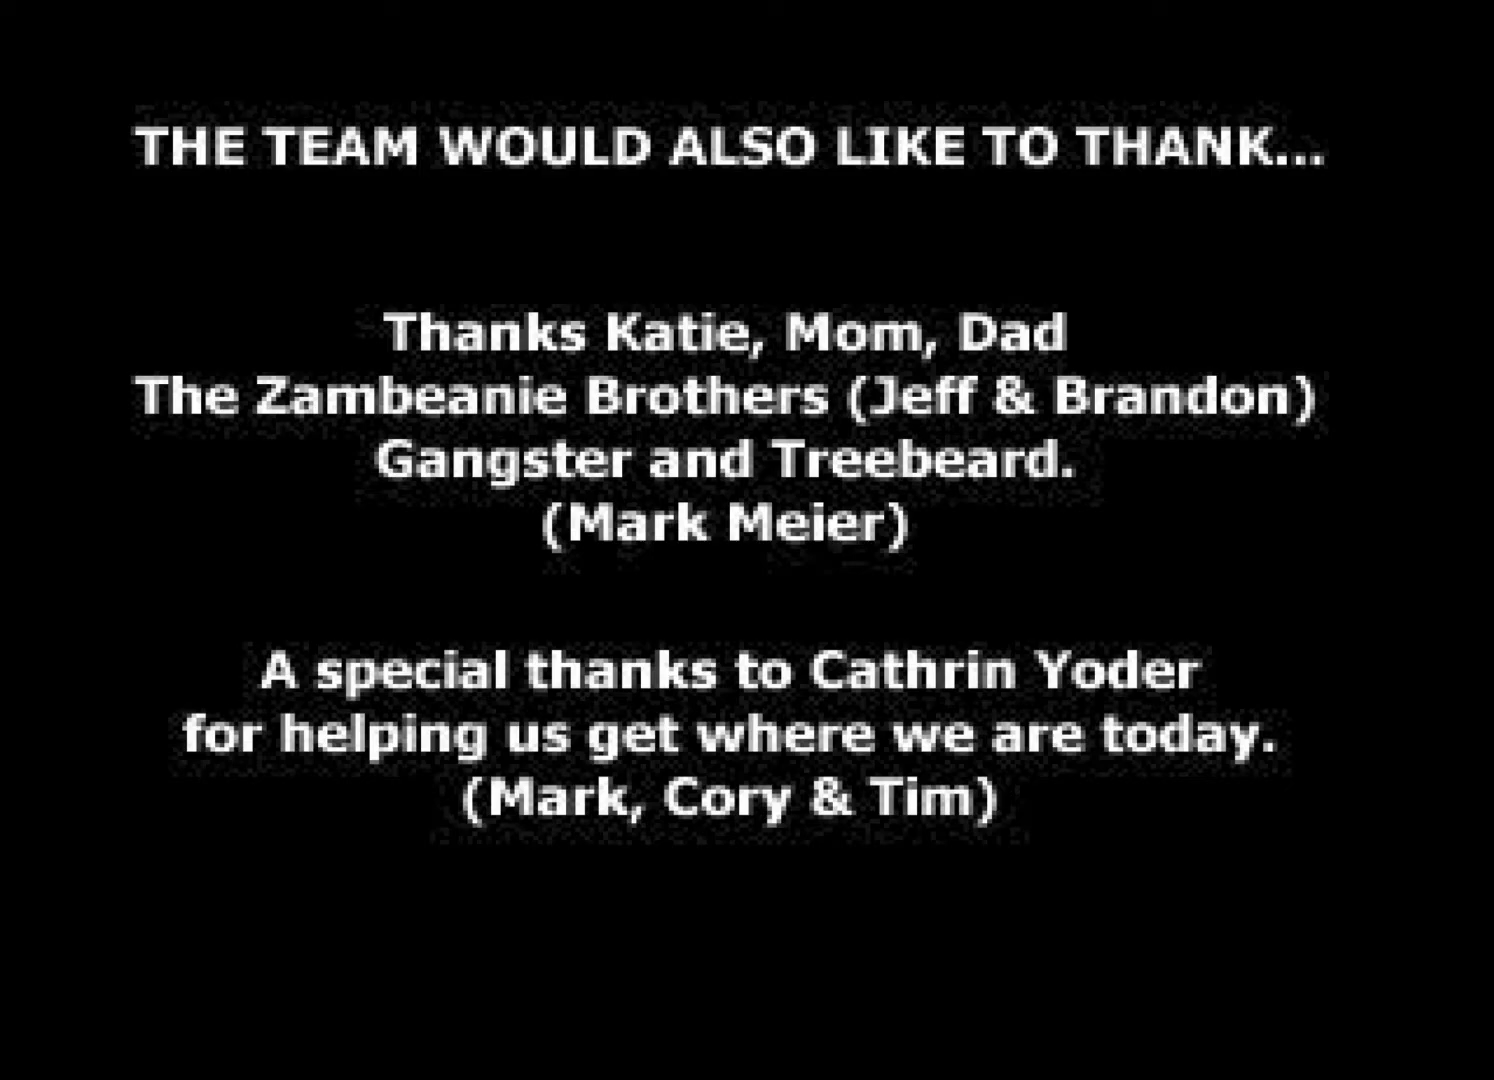 THE TEAM WOULD ALSO LIKE TO THANK...
Thanks Katie, Mom, Dad
The Zambeanie Brothers (Jeff & Brandon)
Gangster and Treebeard.
(Mark Meier)
A special thanks to Cathrin Yoder
for helping us get where we are today.
(Mark, Cory & Tim)